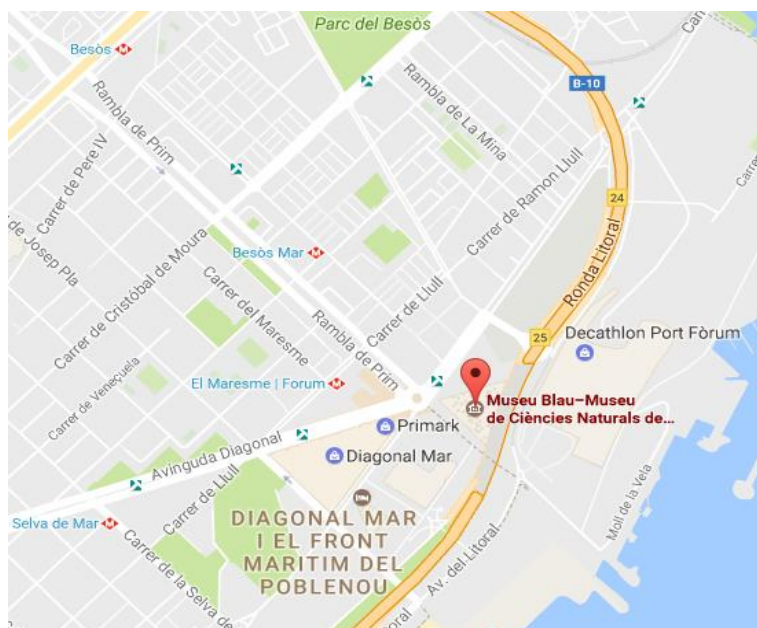 Parc del Besòs
Besòs
Rambla de La Mina
B-10
Rambla de Prim
Carrer de Pere IV
Carrer de Ramon Llull
24
de Josep Pla
Besòs Mar
Carrer de Cristóbal de Moura
Ronda Litoral
Carrer del Maresme
Carrer de Llull
Rambla de Prim
25
Decathlon Port Fòrum
Carrer de Veneçuela
El Maresme | Forum
Museu Blau–Museu
de Ciències Naturals de...
Primark
Avinguda Diagonal
Diagonal Mar
Carrer de Llull
Moll de la Vela
Selva de Mar
DIAGONAL MAR
I EL FRONT
MARITIM DEL
POBLENOU
Av. del Litoral
Carrer de la Selva de